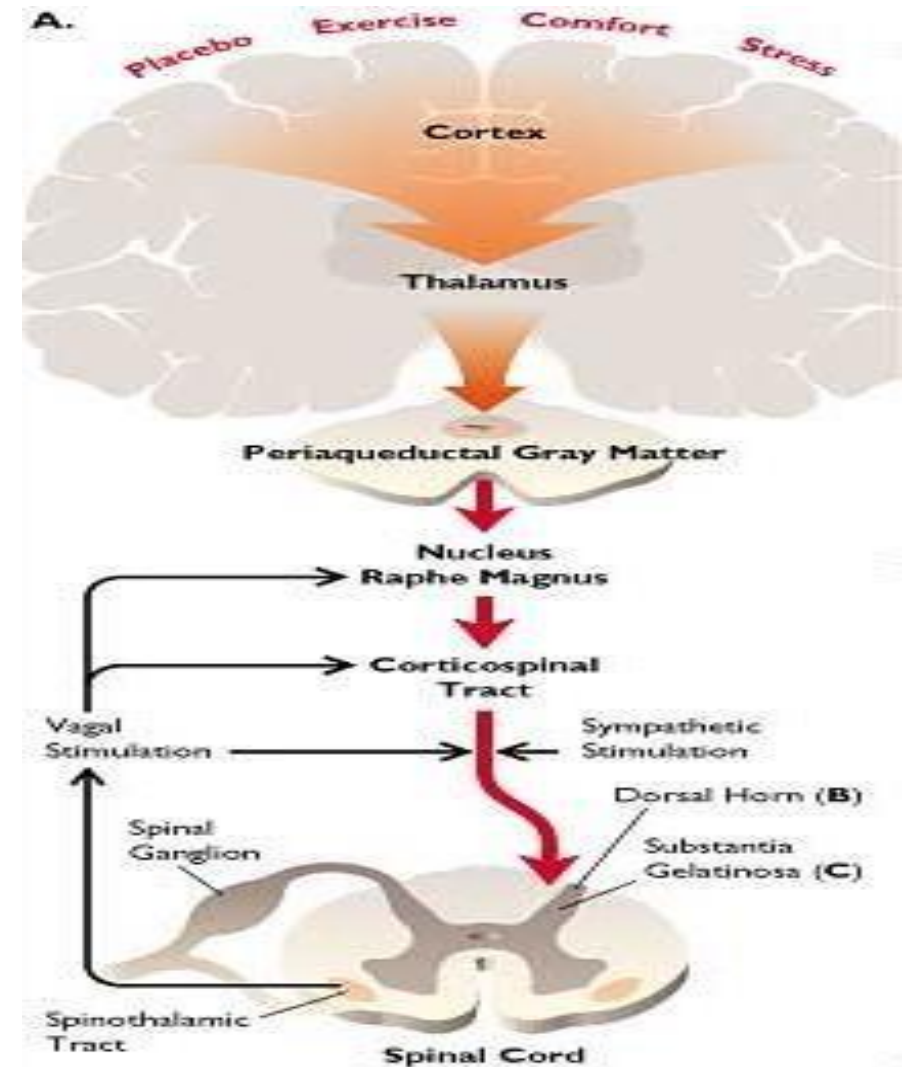 A.
Placebo
Exercise
Comfort
Stress
Cortex
Thalamus
Periaqueductal Gray Matter
Nucleus
Raphe Magnus
Corticospinal
Tract
Vagal
Stimulation
Sympathetic
Stimulation
Dorsal Horn (B)
Spinal
Ganglion
Substantia
Gelatinosa (C)
Spinothalamic
Tract
Spinal Cord